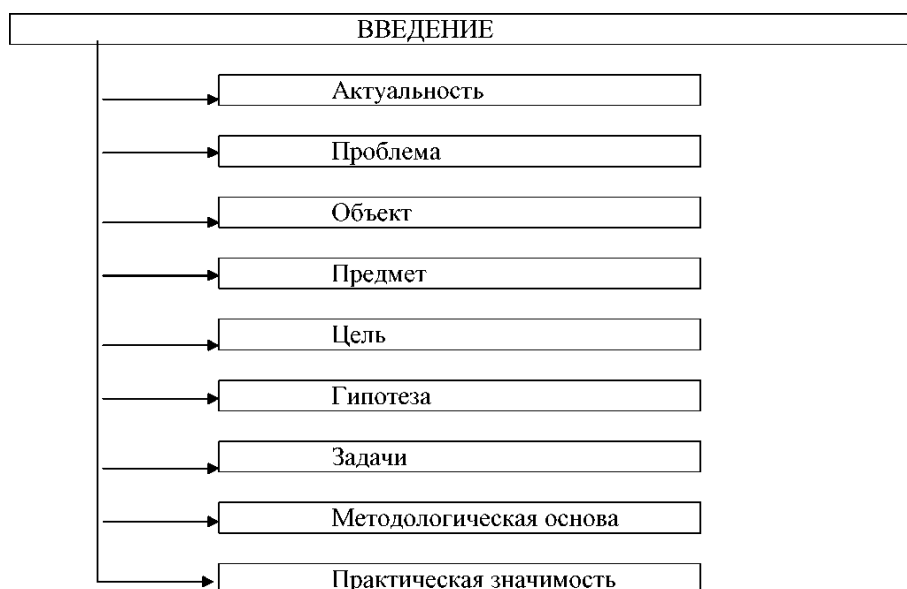 ВВЕДЕНИЕ
Актуальность
Проблема
Объект
Предмет
Цель
Гипотеза
Задачи
Методологическая основа
Практическая значимость